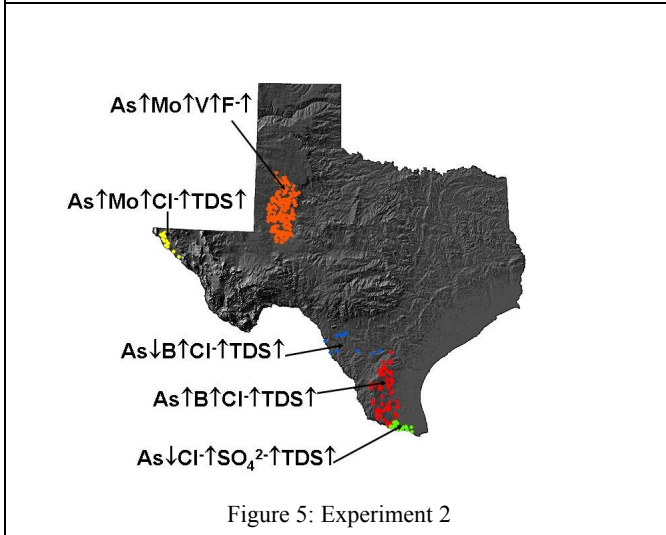 As↑Mo↑V↑F-↑
As↑Mo↑Cl-↑TDS↑
As↓B↑Cl-↑TDS↑
As↑B↑Cl-↑TDS↑
As↓Cl-↑SO₄²-↑TDS↑
Figure 5: Experiment 2